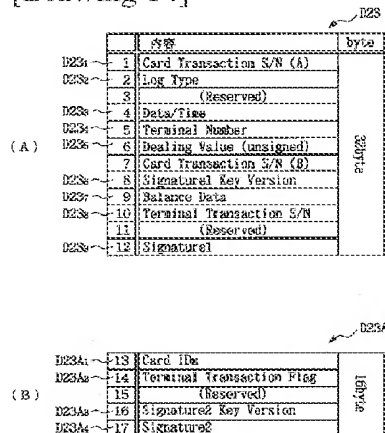 D23
内容 byte
D23₁ 1 Card Transaction S/N (A)
D23₂ 2 Log Type
3 (Reserved)
D23₃ 4 Data/Time
D23₄ 5 Terminal Number
D23₅ 6 Dealing Value (unsigned)
7 Card Transaction S/N (B)
D23₆ 8 Signature1 Key Version
D23₇ 9 Balance Data
D23₈ 10 Terminal Transaction S/N
11 (Reserved)
D23₉ 12 Signature1
32byte
(A)
D23A
D23A₁ 13 Card IDm
D23A₂ 14 Terminal Transaction Flag
15 (Reserved)
D23A₃ 16 Signature2 Key Version
D23A₄ 17 Signature2
16byte
(B)